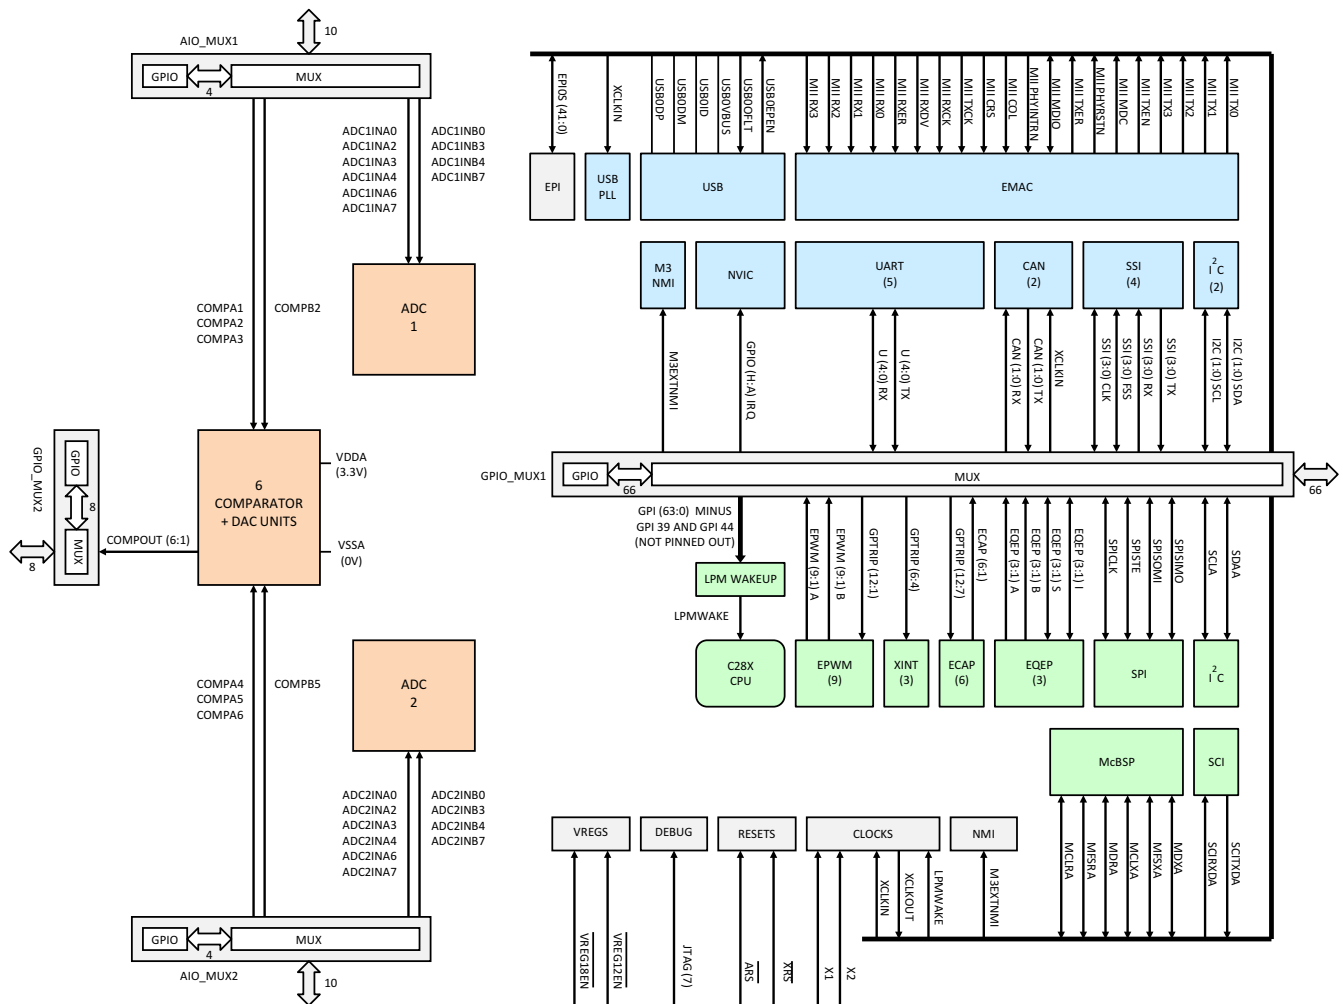 AIO_MUX1
10
GPIO
4
MUX
ADC1INA0
ADC1INA2
ADC1INA3
ADC1INA4
ADC1INA6
ADC1INA7
ADC1INB0
ADC1INB3
ADC1INB4
ADC1INB7
ADC
1
COMPA1
COMPA2
COMPA3
COMPB2
GPIO_MUX2
GPIO
8
MUX
8
COMPOUT (6:1)
6
COMPARATOR
+ DAC UNITS
VDDA
(3.3V)
VSSA
(0V)
COMPA4
COMPA5
COMPA6
COMPB5
ADC
2
ADC2INA0
ADC2INA2
ADC2INA3
ADC2INA4
ADC2INA6
ADC2INA7
ADC2INB0
ADC2INB3
ADC2INB4
ADC2INB7
GPIO
4
MUX
AIO_MUX2
10
EPI0S (41:0)
XCLKIN
USB0DP
USB0DM
USB0ID
USB0VBUS
USB0OFLT
USB0EPEN
MII RX3
MII RX2
MII RX1
MII RX0
MII RXER
MII RXDV
MII RXCK
MII TXCK
MII CRS
MII COL
MII PHYINTRN
MII MDIO
MII TXER
MII PHYRSTN
MII MDC
MII TXEN
MII TX3
MII TX2
MII TX1
MII TX0
EPI
USB
PLL
USB
EMAC
M3
NMI
NVIC
UART
(5)
CAN
(2)
SSI
(4)
I2C
(2)
M3EXTNMI
GPIO (H:A) IRQ
U (4:0) RX
U (4:0) TX
CAN (1:0) RX
CAN (1:0) TX
XCLKIN
SSI (3:0) CLK
SSI (3:0) FSS
SSI (3:0) RX
SSI (3:0) TX
I2C (1:0) SCL
I2C (1:0) SDA
GPIO_MUX1
GPIO
66
MUX
66
GPI (63:0) MINUS
GPI 39 AND GPI 44
(NOT PINNED OUT)
LPM WAKEUP
LPMWAKE
C28X
CPU
EPWM (9:1) A
EPWM (9:1) B
GPTRIP (12:1)
GPTRIP (6:4)
GPTRIP (12:7)
ECAP (6:1)
EQEP (3:1) A
EQEP (3:1) B
EQEP (3:1) S
EQEP (3:1) I
SPICLK
SPISTE
SPISOMI
SPISIMO
SCLA
SDAA
EPWM
(9)
XINT
(3)
ECAP
(6)
EQEP
(3)
SPI
I2C
McBSP
SCI
MCLRA
MFSRA
MDRA
MCLXA
MFSXA
MDXA
SCIRXDA
SCITXDA
VREGS
DEBUG
RESETS
CLOCKS
NMI
VREG18EN
VREG12EN
JTAG (7)
ARS
XRS
X1
X2
XCLKIN
XCLKOUT
LPMWAKE
M3EXTNMI